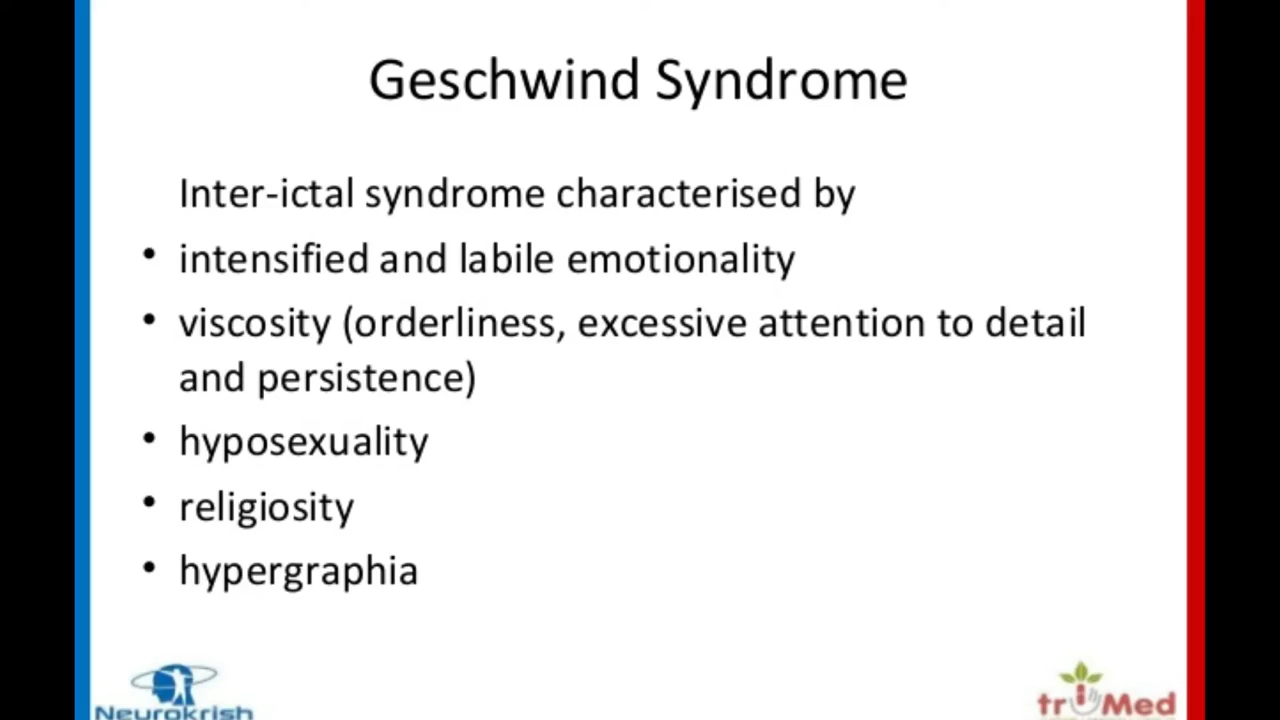 Geschwind Syndrome
Inter-ictal syndrome characterised by
• intensified and labile emotionality
• viscosity (orderliness, excessive attention to detail
and persistence)
• hyposexuality
• religiosity
• hypergraphia
Neurokrish
triMed